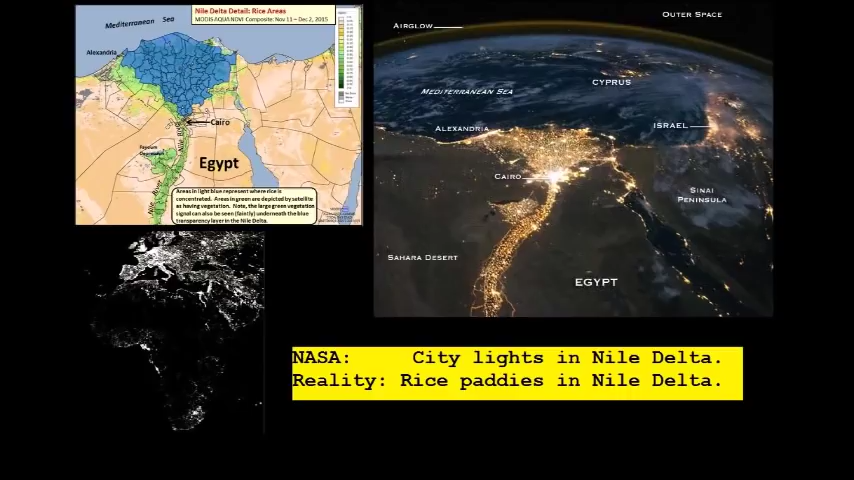 Nile Delta Detail: Rice Areas
MODIS AQUA NDVI Composite: Nov 11 – Dec 2, 2015
Mediterranean Sea
Alexandria
Cairo
Nile River
Egypt
Areas in light blue represent where rice is
concentrated. Areas in green are depicted by satellite
as having vegetation. Note, the large green vegetation
signal can also be seen (faintly) underneath the blue
transparency layer in the Nile Delta.
AIRGLOW
OUTER SPACE
CYPRUS
MEDITERRANEAN SEA
ALEXANDRIA
ISRAEL
CAIRO
SINAI
PENINSULA
SAHARA DESERT
EGYPT
NASA: City lights in Nile Delta.
Reality: Rice paddies in Nile Delta.